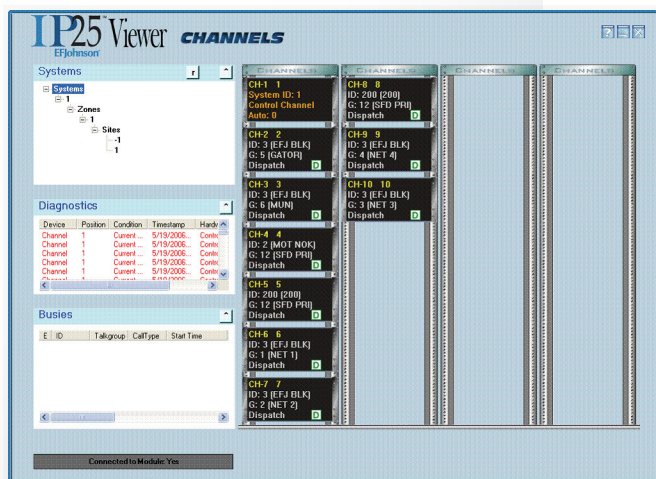 IP25 Viewer CHANNELS
EFJohnson
Systems r ^
Systems
1
Zones
1
Sites
-1
1
Diagnostics ^
Device Position Condition Timestamp Hardw
Channel 1 Current ... 5/19/2006... Contro
Channel 1 Current ... 5/19/2006... Contro
Channel 1 Current ... 5/19/2006... Contro
Channel 1 Current ... 5/19/2006... Contro
Channel 1 Current ... 5/19/2006... Contro
Busies ^
E ID Talkgroup CallType Start Time
Connected to Module: Yes
CHANNELS
CH-1 1
System ID: 1
Control Channel
Auto: 0
CH-2 2
ID: 3 (EFJ BLK)
G: 5 (GATOR)
Dispatch D
CH-3 3
ID: 3 (EFJ BLK)
G: 6 (MUN)
Dispatch D
CH-4 4
ID: 2 (MOT NOK)
G: 12 (SFD PRI)
Dispatch D
CH-5 5
ID: 200 (200)
G: 12 (SFD PRI)
Dispatch D
CH-6 6
ID: 3 (EFJ BLK)
G: 1 (NET 1)
Dispatch D
CH-7 7
ID: 3 (EFJ BLK)
G: 2 (NET 2)
Dispatch D
CHANNELS
CH-8 8
ID: 200 (200)
G: 12 (SFD PRI)
Dispatch D
CH-9 9
ID: 3 (EFJ BLK)
G: 4 (NET 4)
Dispatch D
CH-10 10
ID: 3 (EFJ BLK)
G: 3 (NET 3)
Dispatch D
CHANNELS
CHANNELS